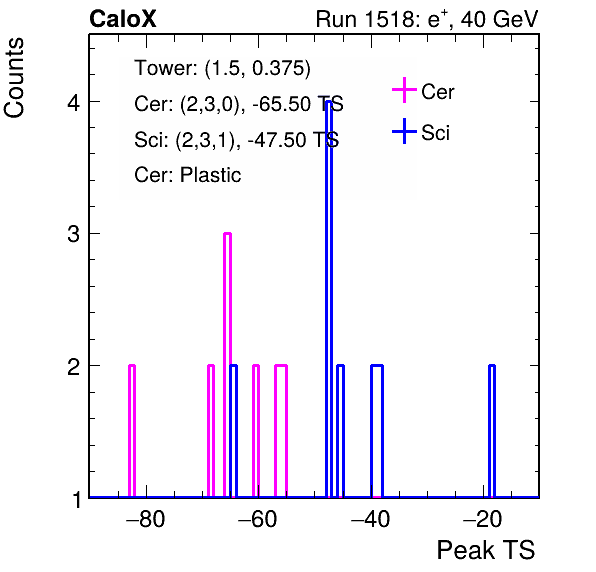 CaloX Run 1518: e+, 40 GeV
Counts
Tower: (1.5, 0.375)
Cer: (2,3,0), -65.50 TS
Sci: (2,3,1), -47.50 TS
Cer: Plastic
Cer
Sci
4
3
2
1
−80 −60 −40 −20
Peak TS